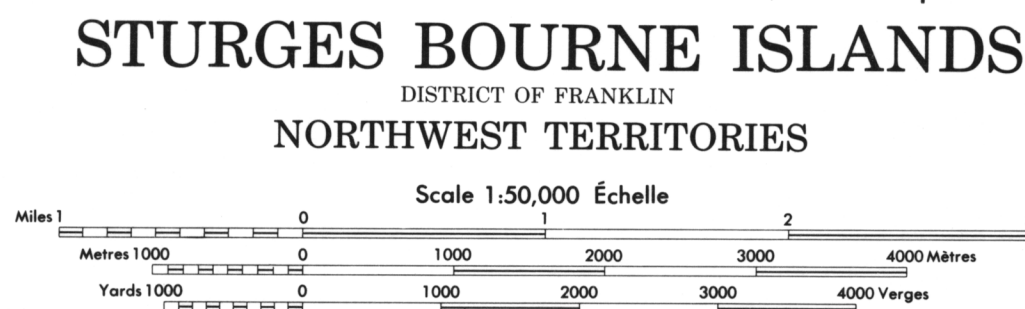 STURGES BOURNE ISLANDS
DISTRICT OF FRANKLIN
NORTHWEST TERRITORIES
Scale 1:50,000 Échelle
Miles 1 0 1 2
Metres 1000 0 1000 2000 3000 4000 Mètres
Yards 1000 0 1000 2000 3000 4000 Verges